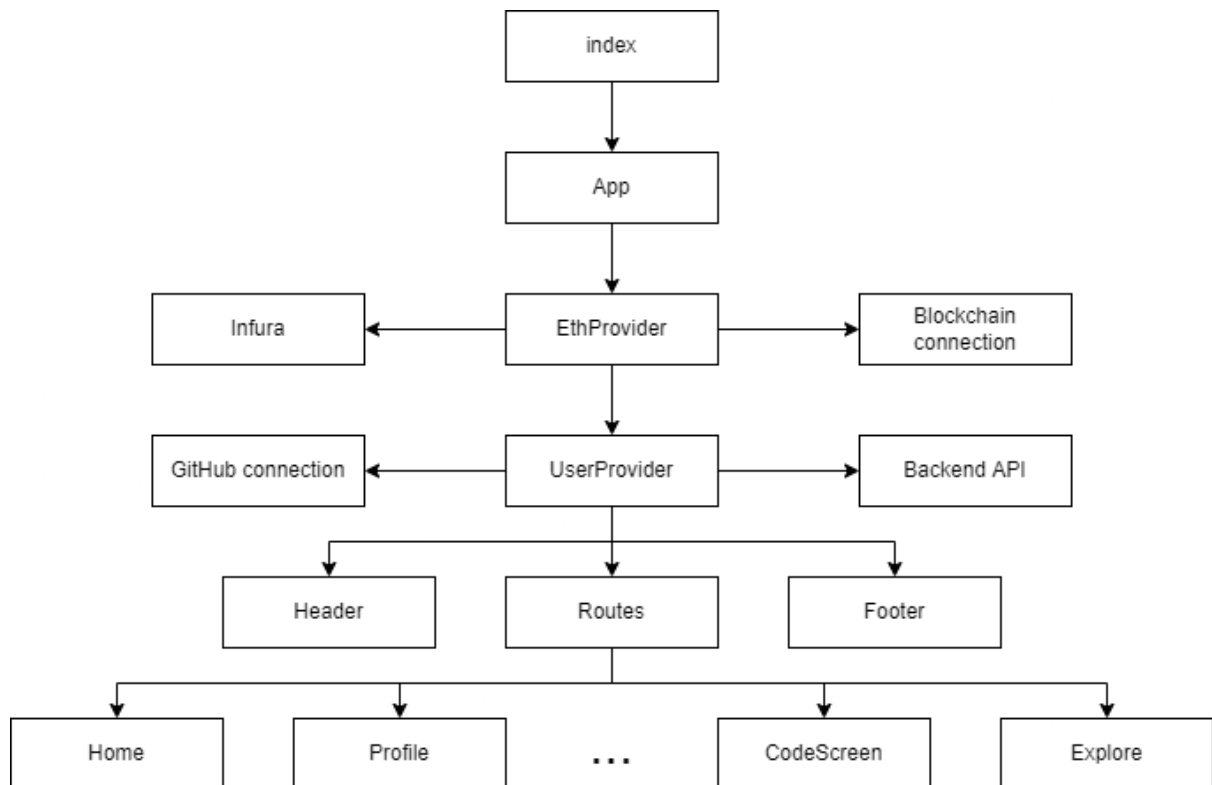 index
App
Infura
EthProvider
Blockchain
connection
GitHub connection
UserProvider
Backend API
Header
Routes
Footer
Home
Profile
...
CodeScreen
Explore